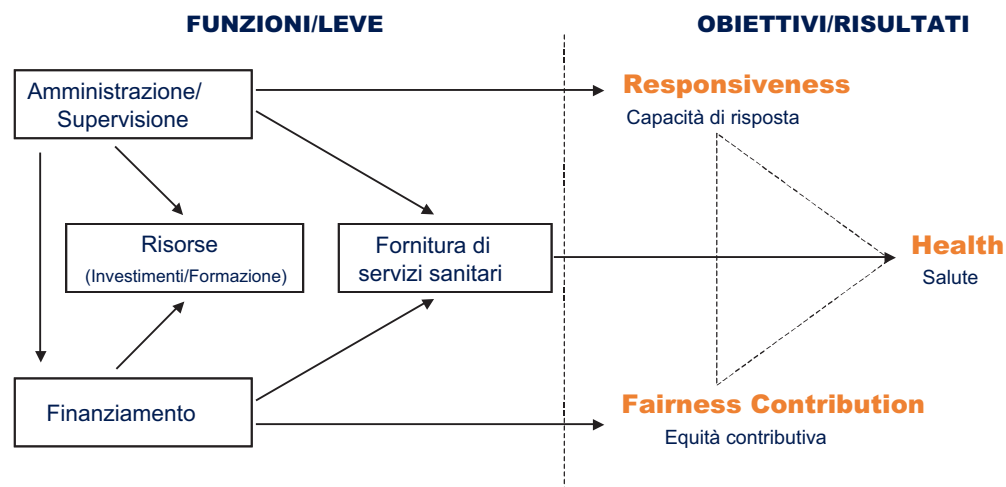 FUNZIONI/LEVE
OBIETTIVI/RISULTATI
Amministrazione/
Supervisione
Responsiveness
Capacità di risposta
Risorse
(Investimenti/Formazione)
Fornitura di
servizi sanitari
Health
Salute
Finanziamento
Fairness Contribution
Equità contributiva